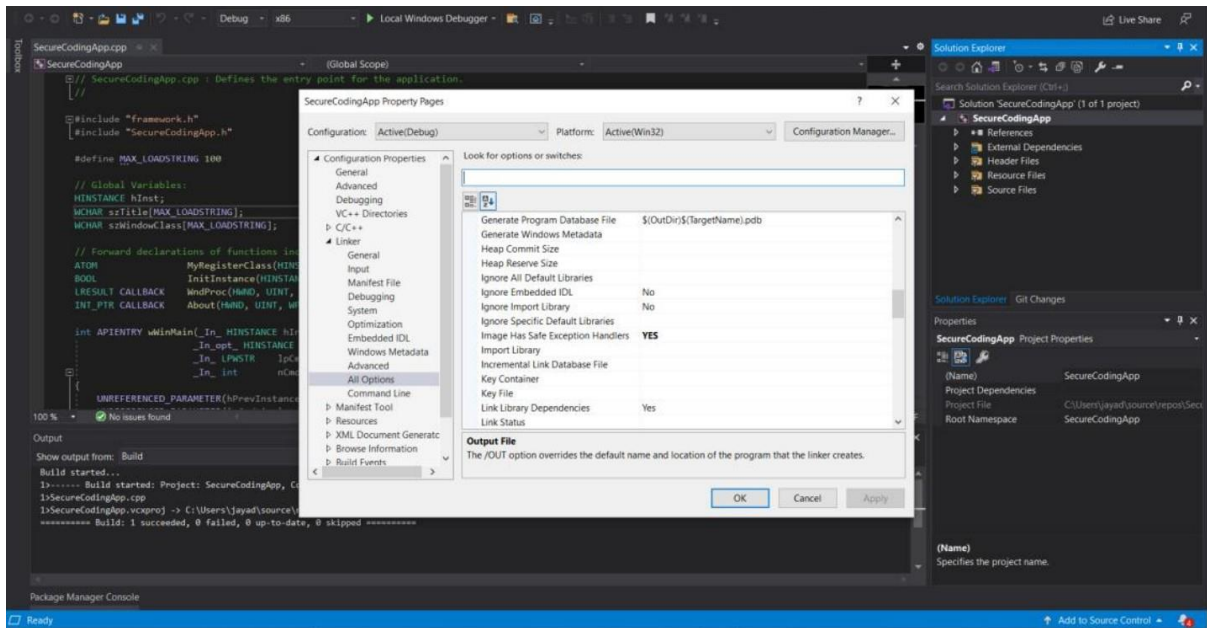 Debug x86 Local Windows Debugger Live Share
Toolbox
SecureCodingApp.cpp
SecureCodingApp (Global Scope)
// SecureCodingApp.cpp : Defines the entry point for the application.
//
#include "framework.h"
#include "SecureCodingApp.h"
#define MAX_LOADSTRING 100
// Global Variables:
HINSTANCE hInst;
WCHAR szTitle[MAX_LOADSTRING];
WCHAR szWindowClass[MAX_LOADSTRING];
// Forward declarations of functions inc
ATOM MyRegisterClass(HINS
BOOL InitInstance(HINSTAN
LRESULT CALLBACK WndProc(HWND, UINT,
INT_PTR CALLBACK About(HWND, UINT, WP
int APIENTRY wWinMain(_In_ HINSTANCE hIn
_In_opt_ HINSTANCE
_In_ LPWSTR lpCm
_In_ int nCmd
{
UNREFERENCED_PARAMETER(hPrevInstance
100 % No issues found
Output
Show output from: Build
Build started...
1>------ Build started: Project: SecureCodingApp, Co
1>SecureCodingApp.cpp
1>SecureCodingApp.vcxproj -> C:\Users\jayad\source\
========== Build: 1 succeeded, 0 failed, 0 up-to-date, 0 skipped ==========
Package Manager Console
Ready
SecureCodingApp Property Pages ? ×
Configuration: Active(Debug) Platform: Active(Win32) Configuration Manager...
Configuration Properties
General
Advanced
Debugging
VC++ Directories
C/C++
Linker
General
Input
Manifest File
Debugging
System
Optimization
Embedded IDL
Windows Metadata
Advanced
All Options
Command Line
Manifest Tool
Resources
XML Document Generatc
Browse Information
Build Events
Look for options or switches:
Generate Program Database File $(OutDir)$(TargetName).pdb
Generate Windows Metadata
Heap Commit Size
Heap Reserve Size
Ignore All Default Libraries
Ignore Embedded IDL No
Ignore Import Library No
Ignore Specific Default Libraries
Image Has Safe Exception Handlers YES
Import Library
Incremental Link Database File
Key Container
Key File
Link Library Dependencies Yes
Link Status
Output File
The /OUT option overrides the default name and location of the program that the linker creates.
OK Cancel Apply
Solution Explorer
Search Solution Explorer (Ctrl+;)
Solution 'SecureCodingApp' (1 of 1 project)
SecureCodingApp
References
External Dependencies
Header Files
Resource Files
Source Files
Solution Explorer Git Changes
Properties
SecureCodingApp Project Properties
(Name) SecureCodingApp
Project Dependencies
Project File C:\Users\jayad\source\repos\Secu
Root Namespace SecureCodingApp
(Name)
Specifies the project name.
Add to Source Control